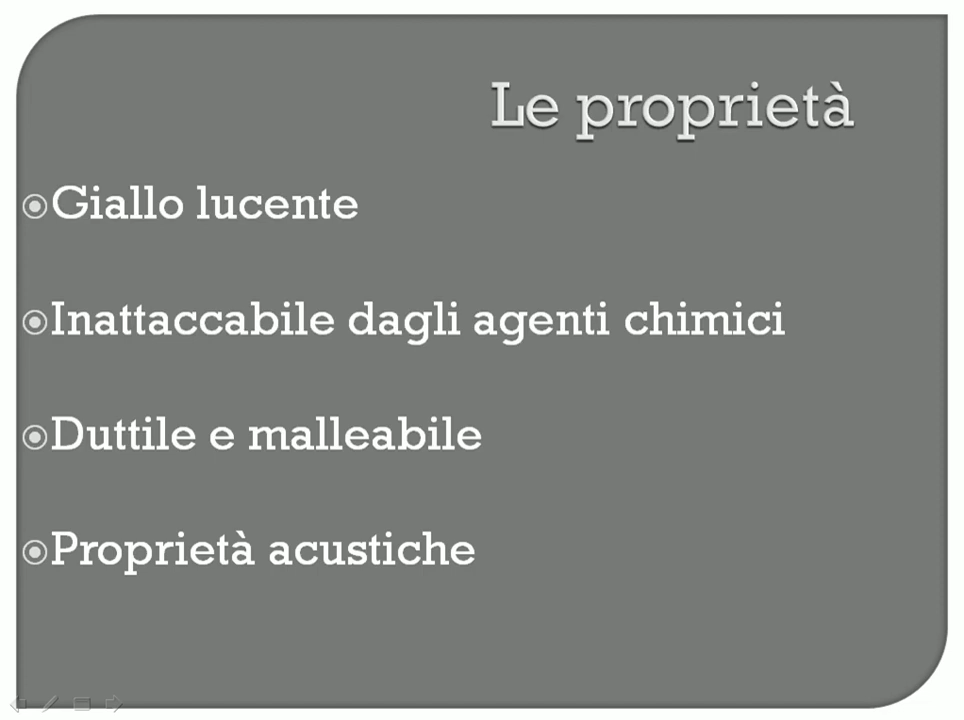 Le proprietà
Giallo lucente
Inattaccabile dagli agenti chimici
Duttile e malleabile
Proprietà acustiche